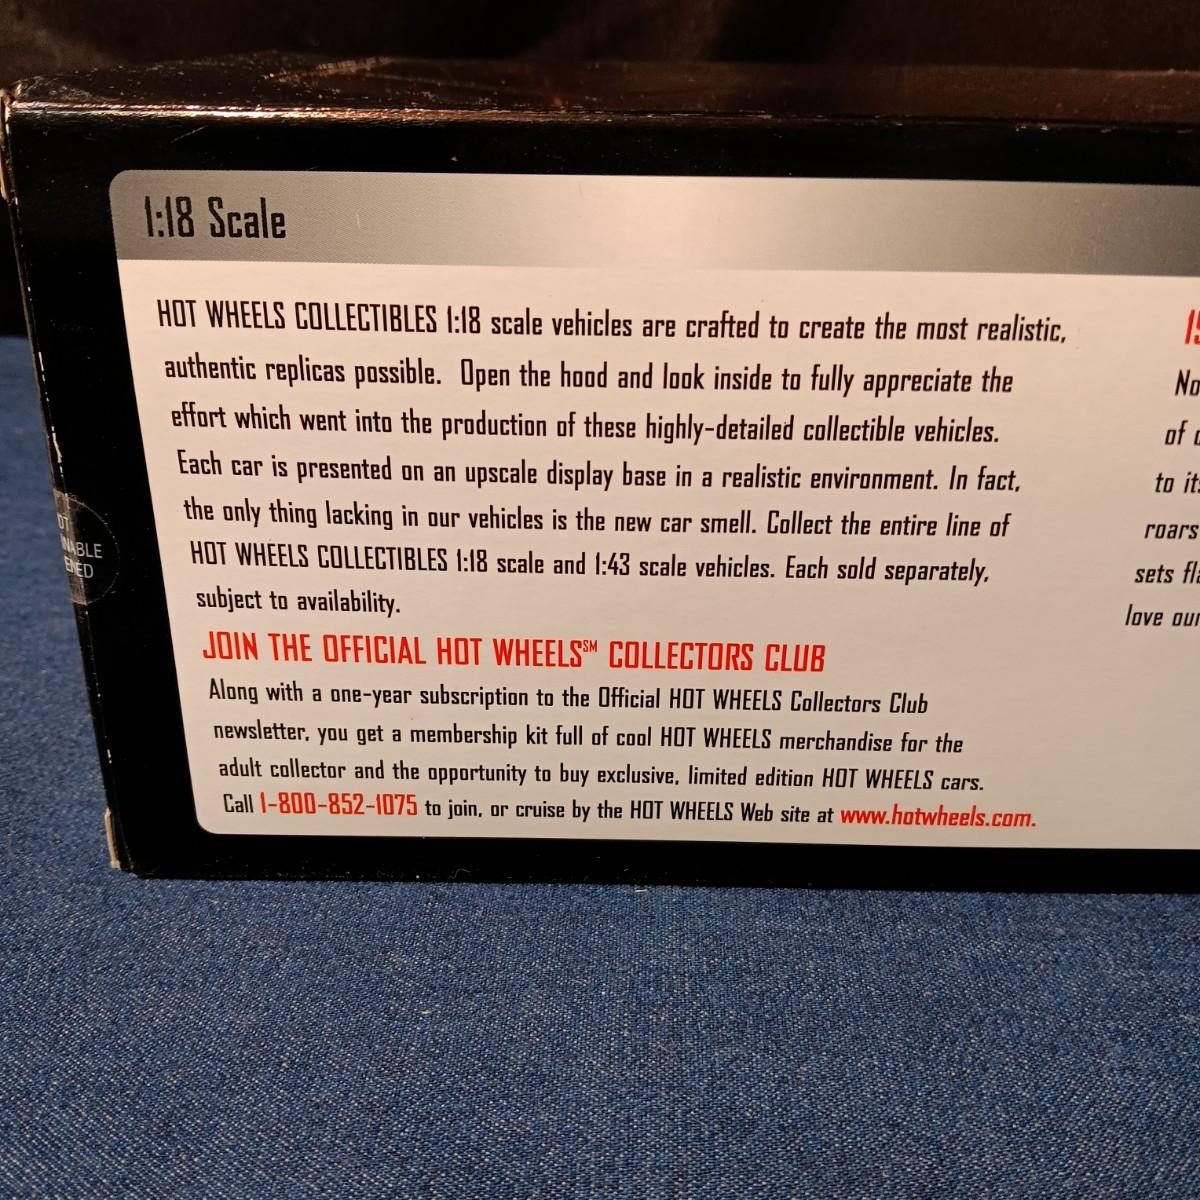 1:18 Scale
HOT WHEELS COLLECTIBLES 1:18 scale vehicles are crafted to create the most realistic,
authentic replicas possible. Open the hood and look inside to fully appreciate the
effort which went into the production of these highly-detailed collectible vehicles.
Each car is presented on an upscale display base in a realistic environment. In fact,
the only thing lacking in our vehicles is the new car smell. Collect the entire line of
HOT WHEELS COLLECTIBLES 1:18 scale and 1:43 scale vehicles. Each sold separately,
subject to availability.
JOIN THE OFFICIAL HOT WHEELS℠ COLLECTORS CLUB
Along with a one-year subscription to the Official HOT WHEELS Collectors Club
newsletter, you get a membership kit full of cool HOT WHEELS merchandise for the
adult collector and the opportunity to buy exclusive, limited edition HOT WHEELS cars.
Call 1-800-852-1075 to join, or cruise by the HOT WHEELS Web site at www.hotwheels.com.
No
of
to
roars
sets
love our